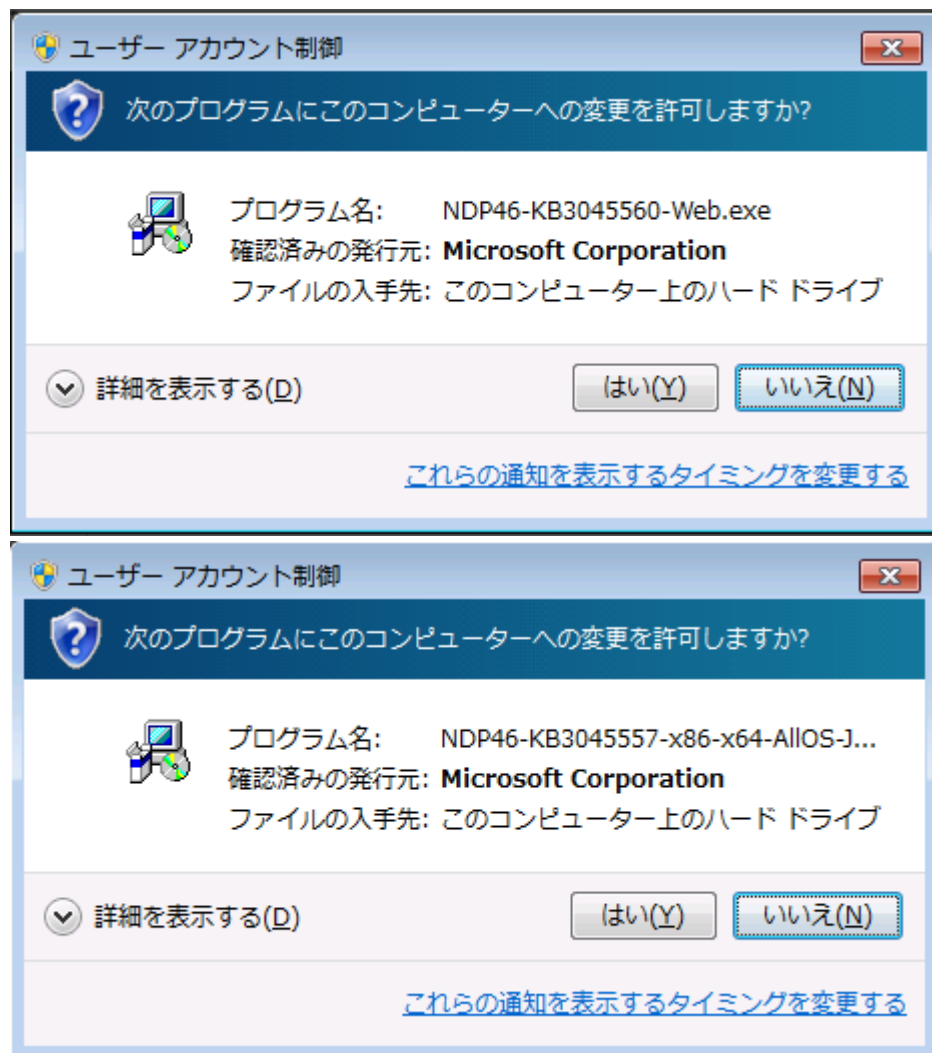 ユーザー アカウント制御
次のプログラムにこのコンピューターへの変更を許可しますか?
プログラム名: NDP46-KB3045560-Web.exe
確認済みの発行元: Microsoft Corporation
ファイルの入手先: このコンピューター上のハード ドライブ
詳細を表示する(D) はい(Y) いいえ(N)
これらの通知を表示するタイミングを変更する
ユーザー アカウント制御
次のプログラムにこのコンピューターへの変更を許可しますか?
プログラム名: NDP46-KB3045557-x86-x64-AllOS-J...
確認済みの発行元: Microsoft Corporation
ファイルの入手先: このコンピューター上のハード ドライブ
詳細を表示する(D) はい(Y) いいえ(N)
これらの通知を表示するタイミングを変更する